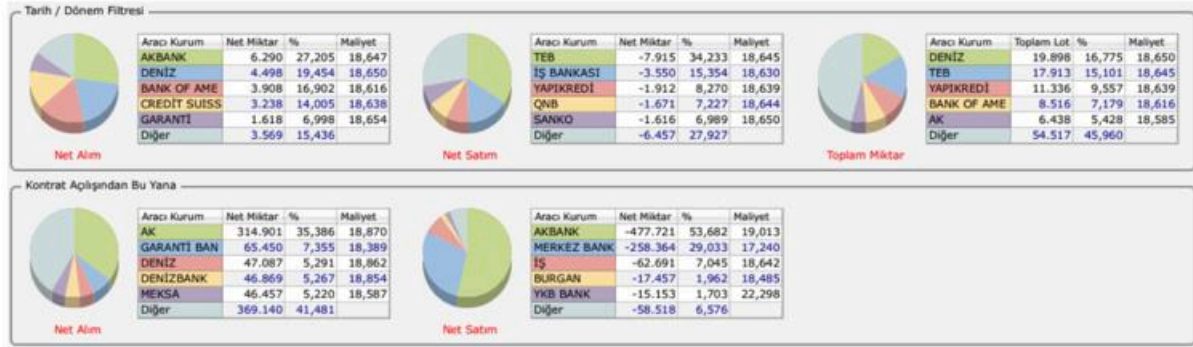 Tarih / Dönem Filtresi
Aracı Kurum Net Miktar % Maliyet
AKBANK 6.290 27,205 18,647
DENİZ 4.498 19,454 18,650
BANK OF AME 3.908 16,902 18,616
CREDİT SUISS 3.238 14,005 18,638
GARANTİ 1.618 6,998 18,654
Diğer 3.569 15,436
Net Alım
Aracı Kurum Net Miktar % Maliyet
TEB -7.915 34,233 18,645
İŞ BANKASI -3.550 15,354 18,630
YAPIKREDİ -1.912 8,270 18,639
QNB -1.671 7,227 18,644
SANKO -1.616 6,989 18,650
Diğer -6.457 27,927
Net Satım
Aracı Kurum Toplam Lot % Maliyet
DENİZ 19.898 16,775 18,650
TEB 17.913 15,101 18,645
YAPIKREDİ 11.336 9,557 18,639
BANK OF AME 8.516 7,179 18,616
AK 6.438 5,428 18,585
Diğer 54.517 45,960
Toplam Miktar
Kontrat Açılışından Bu Yana
Aracı Kurum Net Miktar % Maliyet
AK 314.901 35,386 18,870
GARANTİ BAN 65.450 7,355 18,389
DENİZ 47.087 5,291 18,862
DENİZBANK 46.869 5,267 18,854
MEKSA 46.457 5,220 18,587
Diğer 369.140 41,481
Net Alım
Aracı Kurum Net Miktar % Maliyet
AKBANK -477.721 53,682 19,013
MERKEZ BANK -258.364 29,033 17,240
İŞ -62.691 7,045 18,642
BURGAN -17.457 1,962 18,485
YKB BANK -15.153 1,703 22,298
Diğer -58.518 6,576
Net Satım